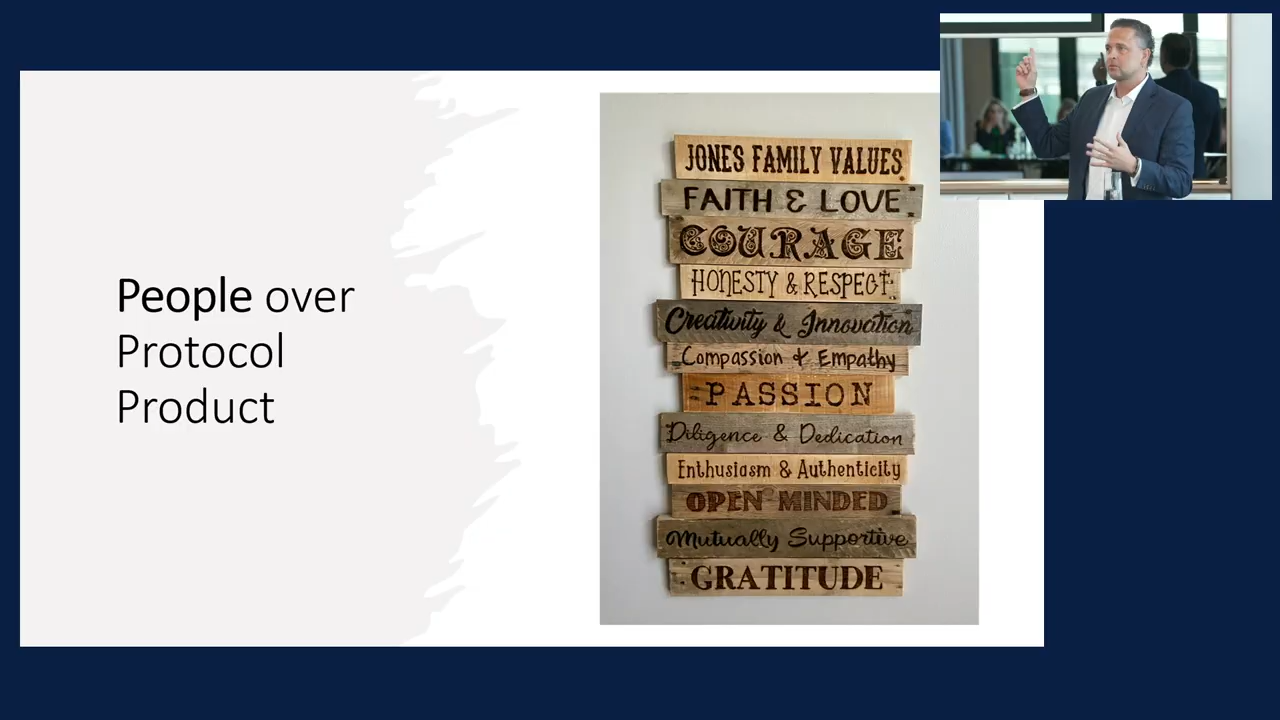 People over
Protocol
Product
JONES FAMILY VALUES
FAITH & LOVE
COURAGE
HONESTY & RESPECT
Creativity & Innovation
Compassion & Empathy
PASSION
Diligence & Dedication
Enthusiasm & Authenticity
OPEN MINDED
Mutually Supportive
GRATITUDE